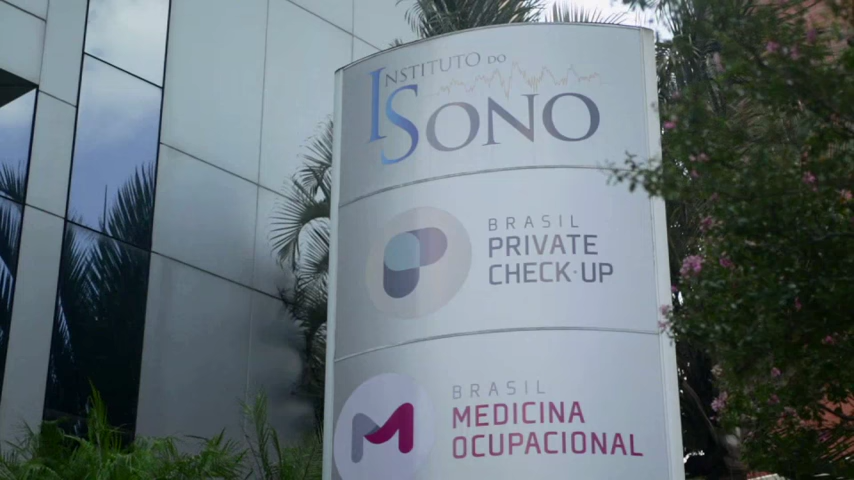 INSTITUTO DO
SONO
BRASIL
PRIVATE
CHECK·UP
BRASIL
MEDICINA
OCUPACIONAL